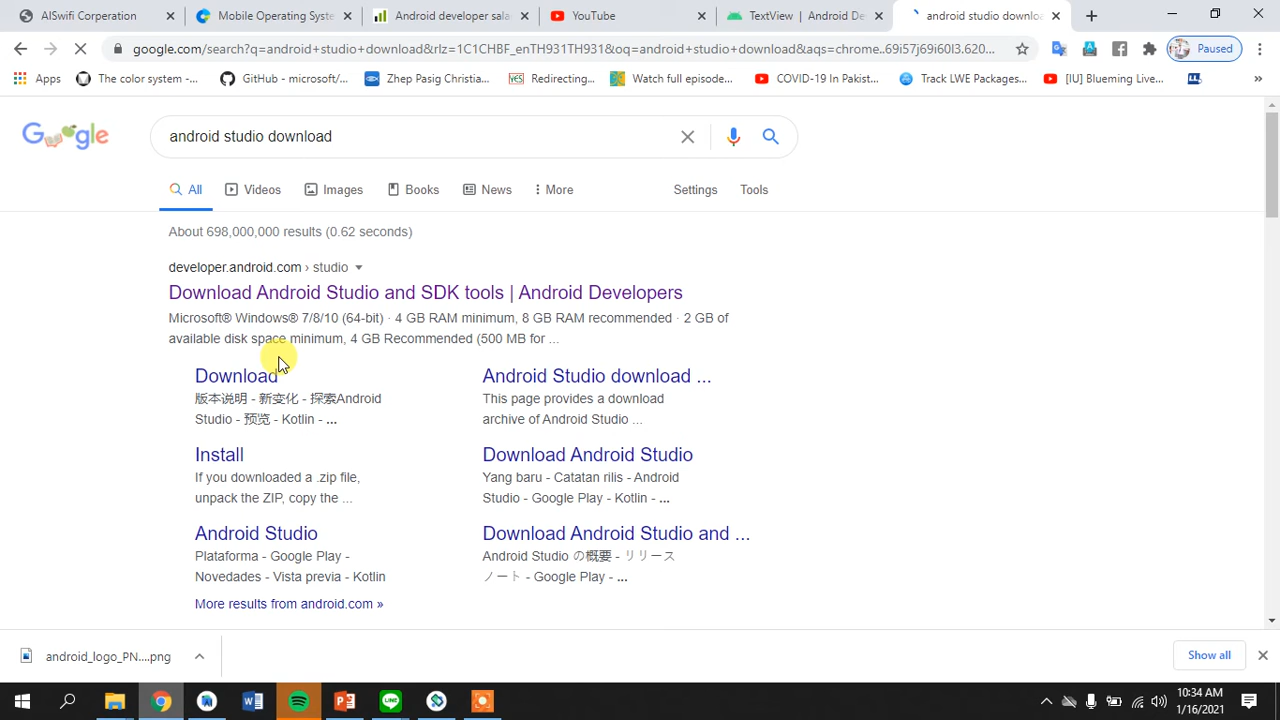 AISwifi Corperation
Mobile Operating Syste
Android developer sala
YouTube
TextView | Android De
android studio downloa
google.com/search?q=android+studio+download&rlz=1C1CHBF_enTH931TH931&oq=android+studio+download&aqs=chrome..69i57j69i60l3.620...
Paused
Apps
The color system -...
GitHub - microsoft/...
Zhep Pasig Christia...
Redirecting...
Watch full episode...
COVID-19 In Pakist...
Track LWE Packages...
[IU] Blueming Live...
»
Google
android studio download
All
Videos
Images
Books
News
More
Settings
Tools
About 698,000,000 results (0.62 seconds)
developer.android.com › studio
Download Android Studio and SDK tools | Android Developers
Microsoft® Windows® 7/8/10 (64-bit) · 4 GB RAM minimum, 8 GB RAM recommended · 2 GB of
available disk space minimum, 4 GB Recommended (500 MB for ...
Download
版本说明 - 新变化 - 探索Android
Studio - 预览 - Kotlin - ...
Android Studio download ...
This page provides a download
archive of Android Studio ...
Install
If you downloaded a .zip file,
unpack the ZIP, copy the ...
Download Android Studio
Yang baru - Catatan rilis - Android
Studio - Google Play - Kotlin - ...
Android Studio
Plataforma - Google Play -
Novedades - Vista previa - Kotlin
Download Android Studio and ...
Android Studio の概要 - リリース
ノート - Google Play - ...
More results from android.com »
android_logo_PN....png
Show all
10:34 AM
1/16/2021